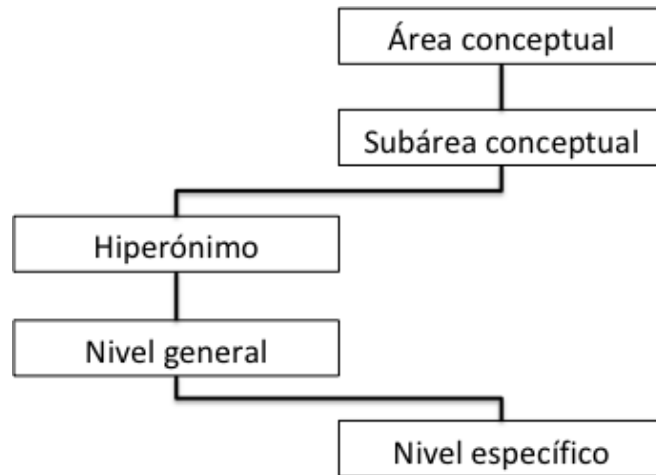 Área conceptual
Subárea conceptual
Hiperónimo
Nivel general
Nivel específico